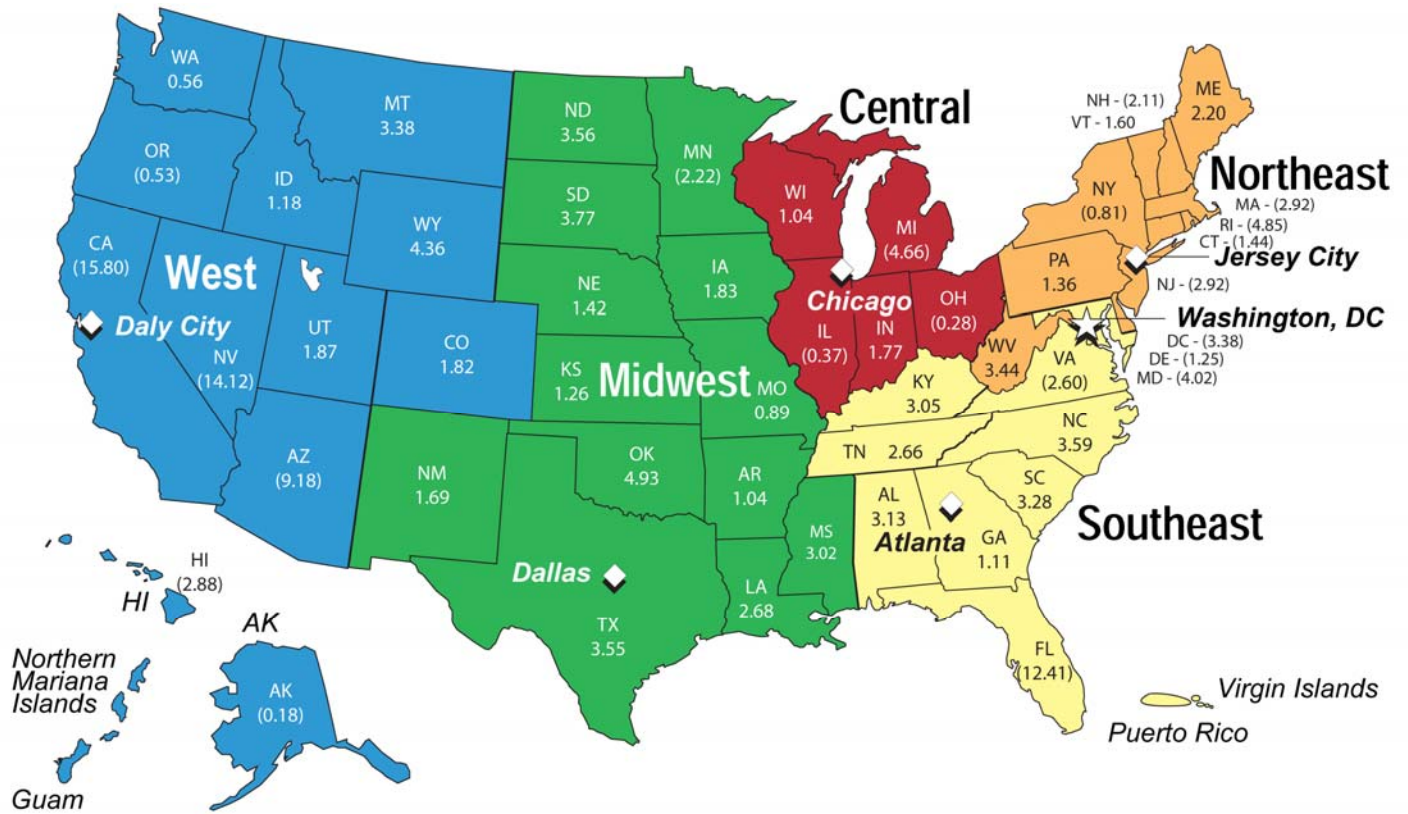 WA
0.56
OR
(0.53)
CA
(15.80)
NV
(14.12)
ID
1.18
MT
3.38
WY
4.36
UT
1.87
CO
1.82
AZ
(9.18)
West
Daly City
HI
(2.88)
HI
AK
AK
(0.18)
Northern
Mariana
Islands
Guam
ND
3.56
SD
3.77
NE
1.42
KS
1.26
MN
(2.22)
IA
1.83
MO
0.89
Midwest
NM
1.69
OK
4.93
AR
1.04
MS
3.02
LA
2.68
TX
3.55
Dallas
Central
WI
1.04
MI
(4.66)
Chicago
IL
(0.37)
IN
1.77
OH
(0.28)
NH - (2.11)
VT - 1.60
ME
2.20
Northeast
NY
(0.81)
MA - (2.92)
RI - (4.85)
CT - (1.44)
Jersey City
PA
1.36
NJ - (2.92)
Washington, DC
DC - (3.38)
DE - (1.25)
MD - (4.02)
WV
3.44
VA
(2.60)
KY
3.05
TN 2.66
NC
3.59
SC
3.28
AL
3.13
Atlanta
GA
1.11
Southeast
FL
(12.41)
Virgin Islands
Puerto Rico